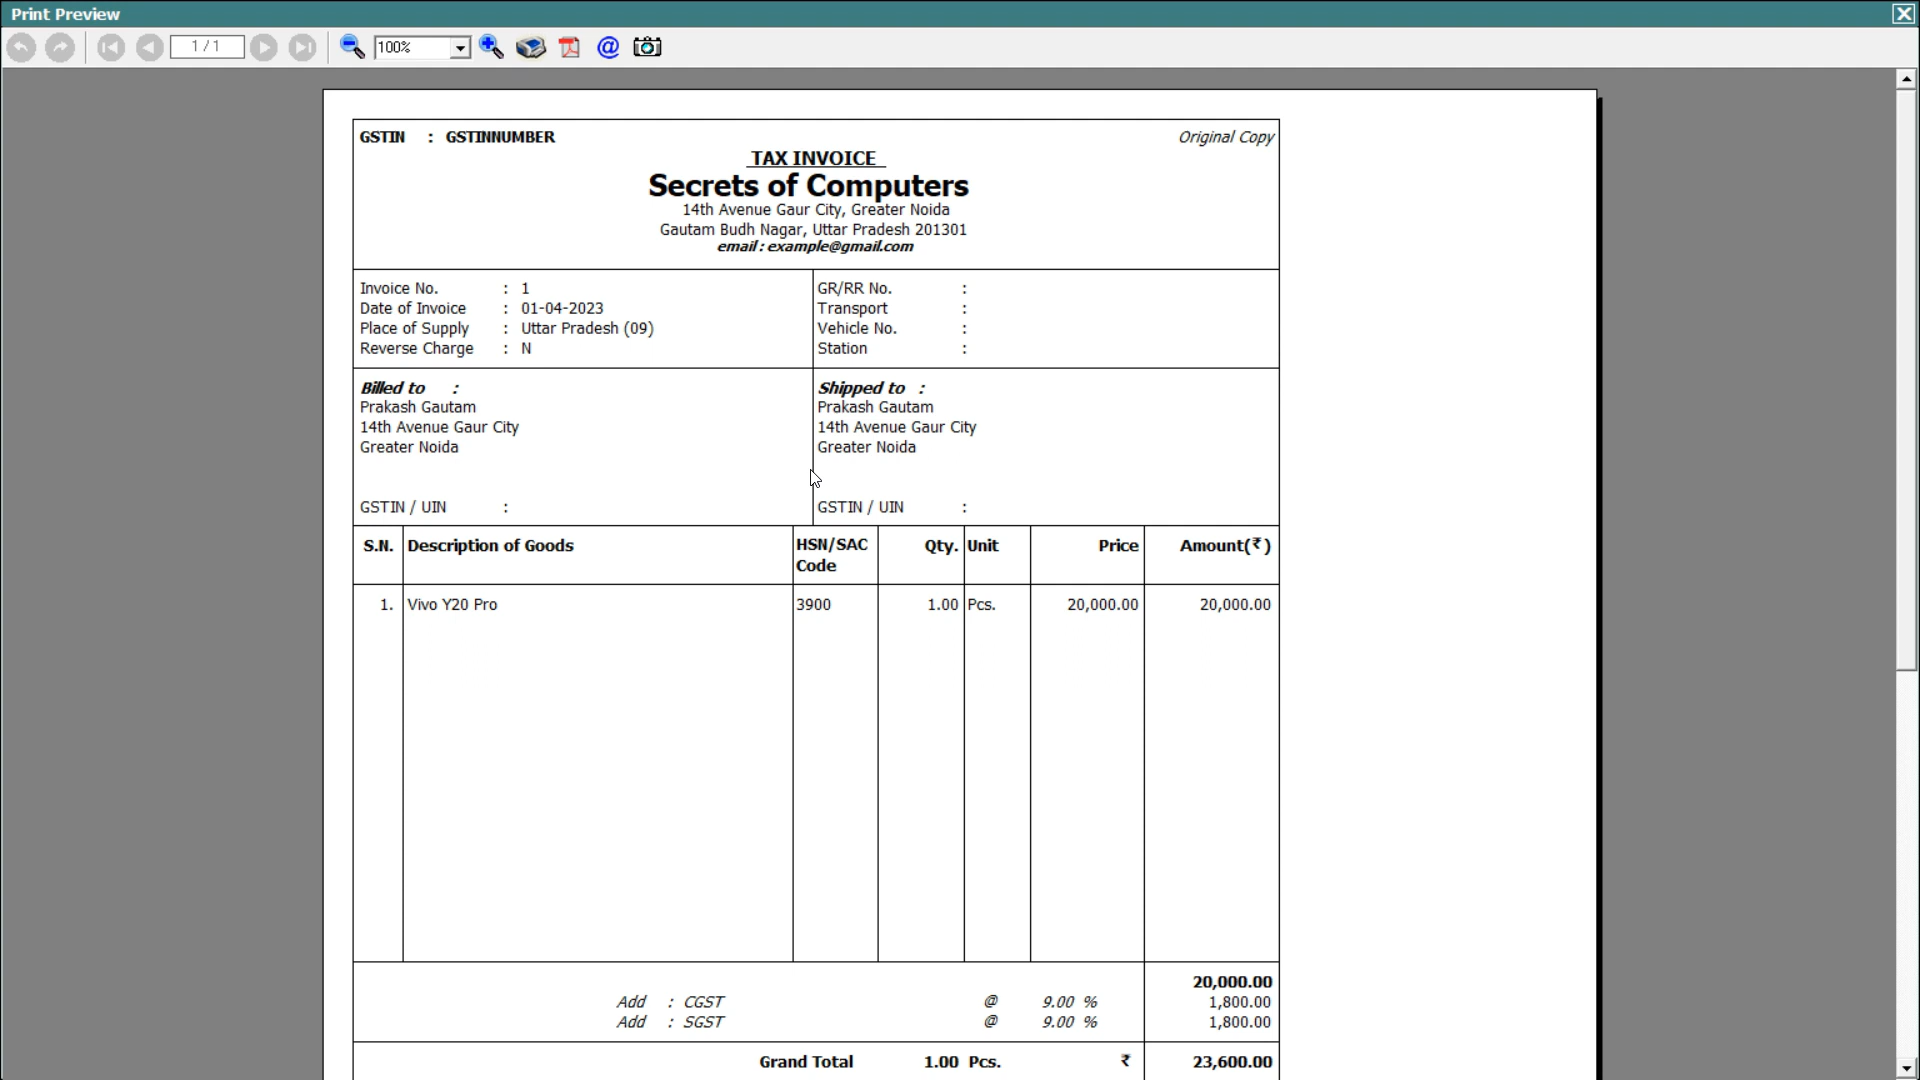 Print Preview
1 / 1
100%
GSTIN : GSTINNUMBER
Original Copy
TAX INVOICE
Secrets of Computers
14th Avenue Gaur City, Greater Noida
Gautam Budh Nagar, Uttar Pradesh 201301
email : example@gmail.com
Invoice No. : 1
Date of Invoice : 01-04-2023
Place of Supply : Uttar Pradesh (09)
Reverse Charge : N
GR/RR No. :
Transport :
Vehicle No. :
Station :
Billed to :
Prakash Gautam
14th Avenue Gaur City
Greater Noida
GSTIN / UIN :
Shipped to :
Prakash Gautam
14th Avenue Gaur City
Greater Noida
GSTIN / UIN :
S.N. Description of Goods HSN/SAC Code Qty. Unit Price Amount(₹)
1. Vivo Y20 Pro 3900 1.00 Pcs. 20,000.00 20,000.00
20,000.00
Add : CGST @ 9.00 % 1,800.00
Add : SGST @ 9.00 % 1,800.00
Grand Total 1.00 Pcs. ₹ 23,600.00